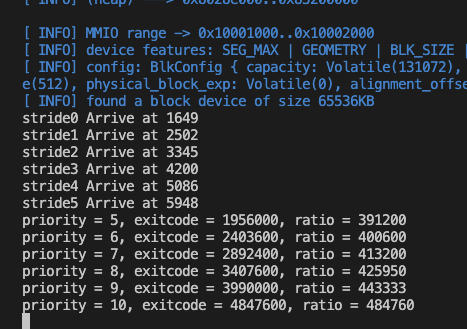 [ INFO] (heap) ---> 0x8028c000..0x85200000
[ INFO] MMIO range -> 0x10001000..0x10002000
[ INFO] device features: SEG_MAX | GEOMETRY | BLK_SIZE |
[ INFO] config: BlkConfig { capacity: Volatile(131072),
e(512), physical_block_exp: Volatile(0), alignment_offse
[ INFO] found a block device of size 65536KB
stride0 Arrive at 1649
stride1 Arrive at 2502
stride2 Arrive at 3345
stride3 Arrive at 4200
stride4 Arrive at 5086
stride5 Arrive at 5948
priority = 5, exitcode = 1956000, ratio = 391200
priority = 6, exitcode = 2403600, ratio = 400600
priority = 7, exitcode = 2892400, ratio = 413200
priority = 8, exitcode = 3407600, ratio = 425950
priority = 9, exitcode = 3990000, ratio = 443333
priority = 10, exitcode = 4847600, ratio = 484760